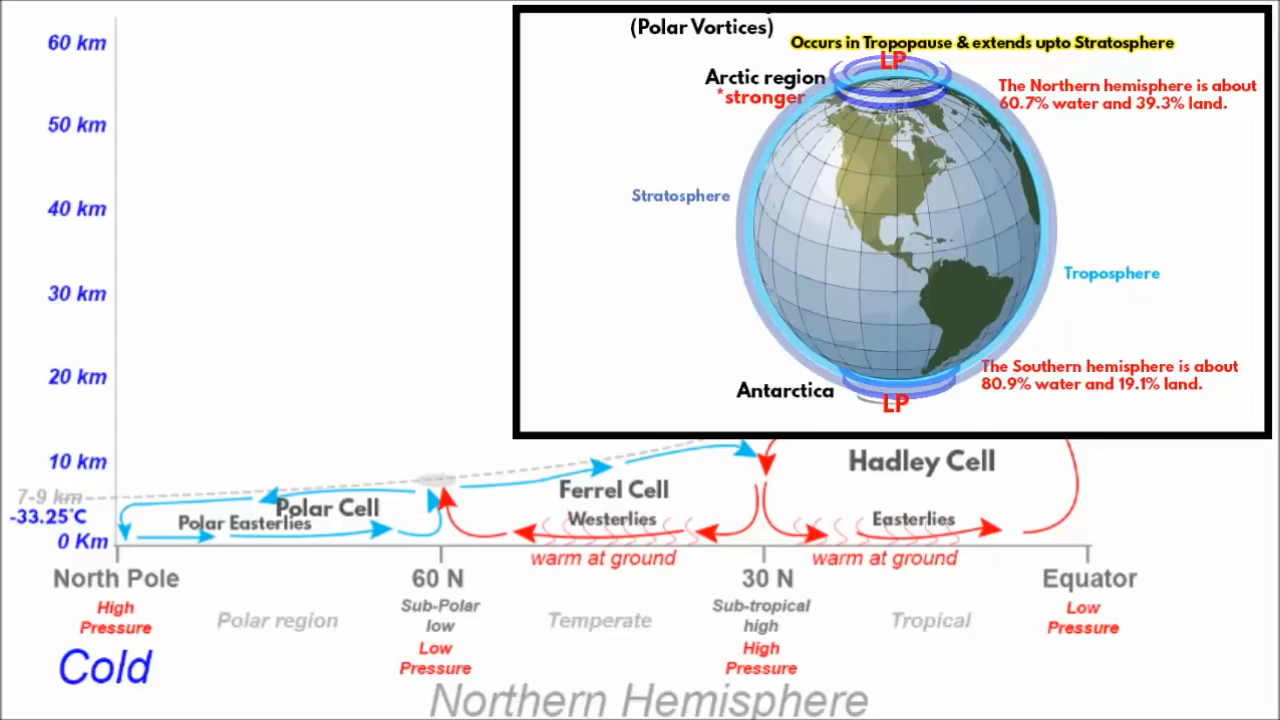 (Polar Vortices)
Occurs in Tropopause & extends upto Stratosphere
LP
Arctic region
*stronger
The Northern hemisphere is about
60.7% water and 39.3% land.
Stratosphere
Troposphere
The Southern hemisphere is about
80.9% water and 19.1% land.
Antarctica
LP
60 km
50 km
40 km
30 km
20 km
10 km
7-9 km
-33.25°C
0 Km
Polar Cell
Polar Easterlies
Ferrel Cell
Westerlies
warm at ground
Hadley Cell
Easterlies
warm at ground
North Pole
High
Pressure
Cold
Polar region
60 N
Sub-Polar
low
Low
Pressure
Temperate
30 N
Sub-tropical
high
High
Pressure
Tropical
Equator
Low
Pressure
Northern Hemisphere